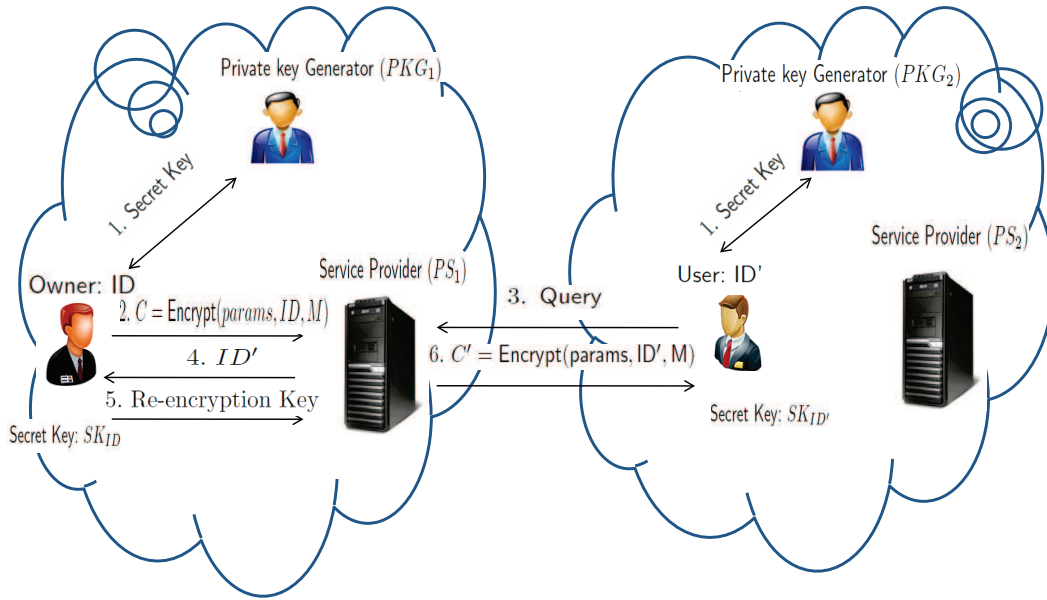 Private key Generator (PKG₁)
1. Secret Key
Owner: ID
Service Provider (PS₁)
2. C = Encrypt(params, ID, M)
4. ID′
5. Re-encryption Key
Secret Key: SK_ID
3. Query
6. C′ = Encrypt(params, ID′, M)
Private key Generator (PKG₂)
1. Secret Key
User: ID'
Service Provider (PS₂)
Secret Key: SK_ID′